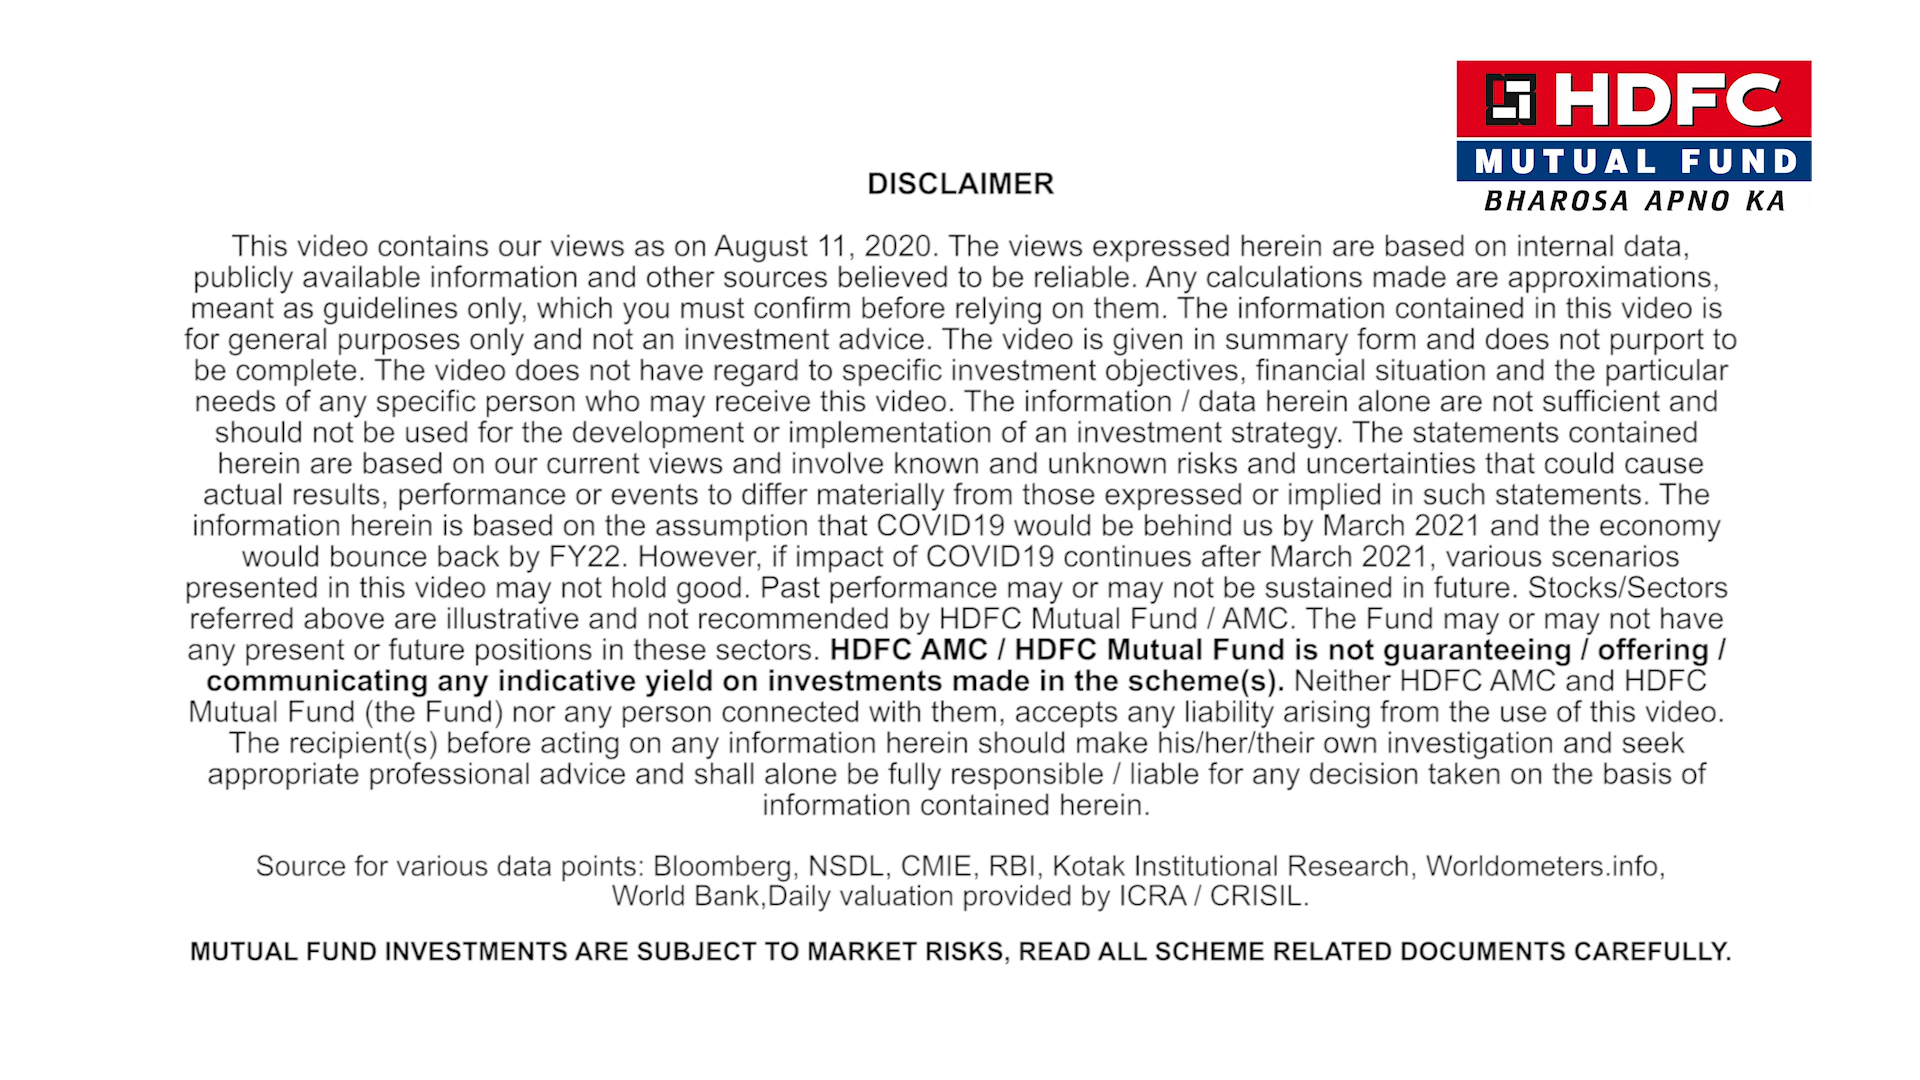 HDFC
MUTUAL FUND
BHAROSA APNO KA
DISCLAIMER
This video contains our views as on August 11, 2020. The views expressed herein are based on internal data,
publicly available information and other sources believed to be reliable. Any calculations made are approximations,
meant as guidelines only, which you must confirm before relying on them. The information contained in this video is
for general purposes only and not an investment advice. The video is given in summary form and does not purport to
be complete. The video does not have regard to specific investment objectives, financial situation and the particular
needs of any specific person who may receive this video. The information / data herein alone are not sufficient and
should not be used for the development or implementation of an investment strategy. The statements contained
herein are based on our current views and involve known and unknown risks and uncertainties that could cause
actual results, performance or events to differ materially from those expressed or implied in such statements. The
information herein is based on the assumption that COVID19 would be behind us by March 2021 and the economy
would bounce back by FY22. However, if impact of COVID19 continues after March 2021, various scenarios
presented in this video may not hold good. Past performance may or may not be sustained in future. Stocks/Sectors
referred above are illustrative and not recommended by HDFC Mutual Fund / AMC. The Fund may or may not have
any present or future positions in these sectors. HDFC AMC / HDFC Mutual Fund is not guaranteeing / offering /
communicating any indicative yield on investments made in the scheme(s). Neither HDFC AMC and HDFC
Mutual Fund (the Fund) nor any person connected with them, accepts any liability arising from the use of this video.
The recipient(s) before acting on any information herein should make his/her/their own investigation and seek
appropriate professional advice and shall alone be fully responsible / liable for any decision taken on the basis of
information contained herein.
Source for various data points: Bloomberg, NSDL, CMIE, RBI, Kotak Institutional Research, Worldometers.info,
World Bank,Daily valuation provided by ICRA / CRISIL.
MUTUAL FUND INVESTMENTS ARE SUBJECT TO MARKET RISKS, READ ALL SCHEME RELATED DOCUMENTS CAREFULLY.